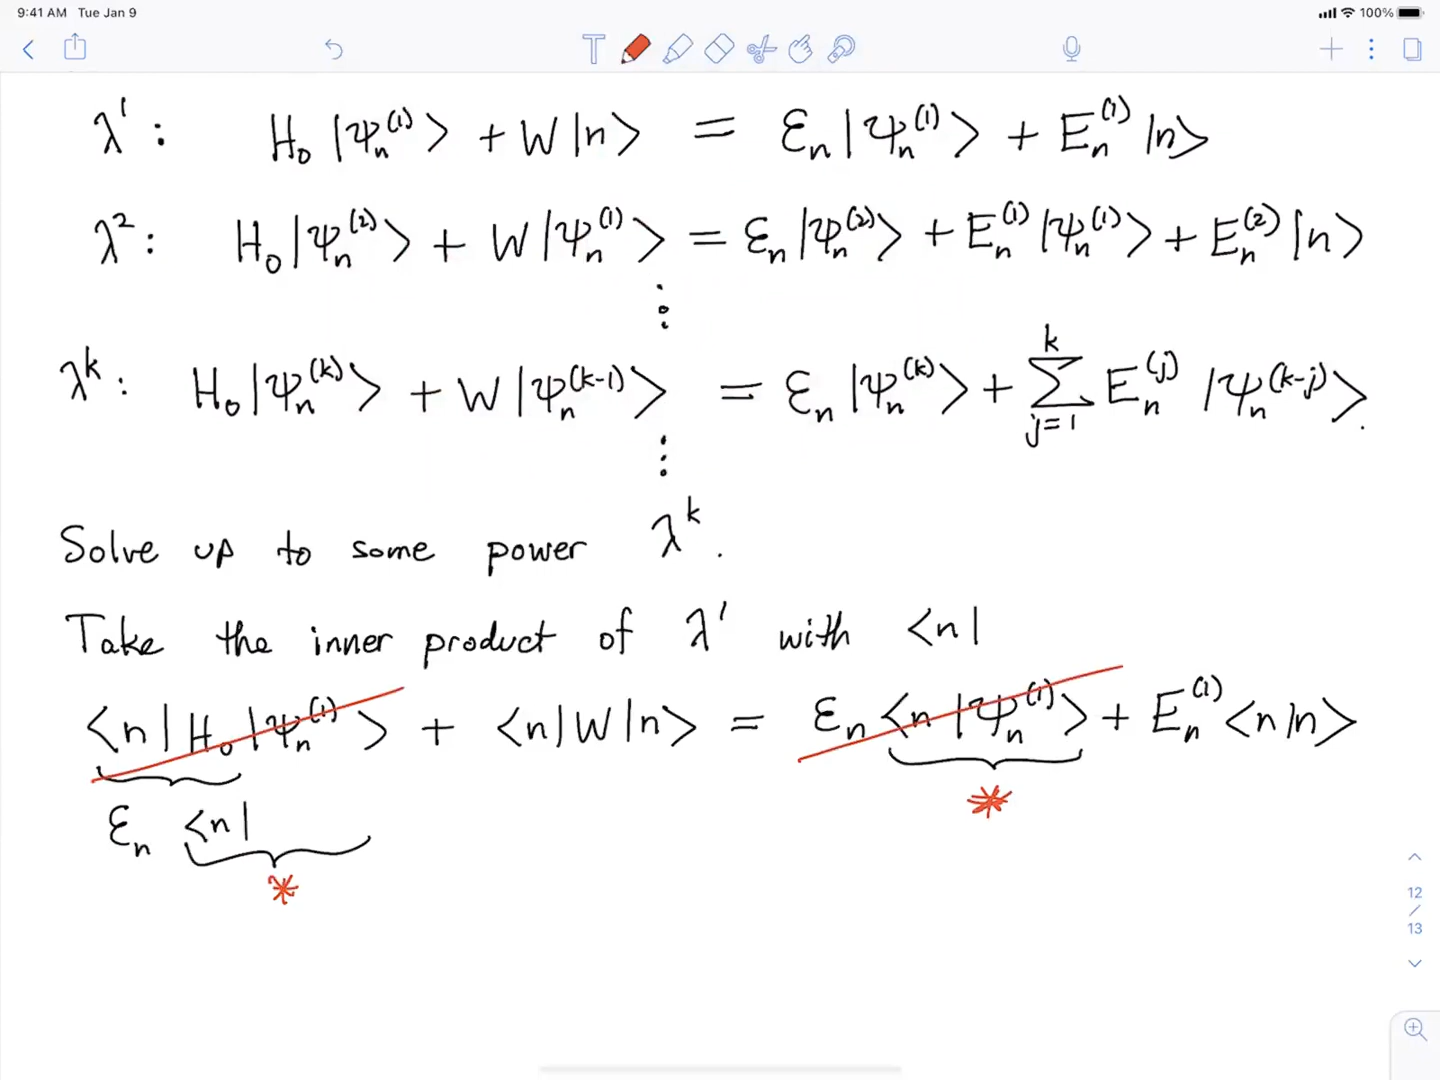 9:41 AM Tue Jan 9 100%
λ¹: H₀|ψₙ⁽¹⁾⟩ + W|n⟩ = εₙ|ψₙ⁽¹⁾⟩ + Eₙ⁽¹⁾|n⟩
λ²: H₀|ψₙ⁽²⁾⟩ + W|ψₙ⁽¹⁾⟩ = εₙ|ψₙ⁽²⁾⟩ + Eₙ⁽¹⁾|ψₙ⁽¹⁾⟩ + Eₙ⁽²⁾|n⟩
⋮
λᵏ: H₀|ψₙ⁽ᵏ⁾⟩ + W|ψₙ⁽ᵏ⁻¹⁾⟩ = εₙ|ψₙ⁽ᵏ⁾⟩ + ∑_{j=1}^{k} Eₙ⁽ʲ⁾ |ψₙ⁽ᵏ⁻ʲ⁾⟩.
⋮
Solve up to some power λᵏ.
Take the inner product of λ¹ with ⟨n|
⟨n|H₀|ψₙ⁽¹⁾⟩ + ⟨n|W|n⟩ = εₙ⟨n|ψₙ⁽¹⁾⟩ + Eₙ⁽¹⁾⟨n|n⟩
*
εₙ ⟨n|
*
12
/
13